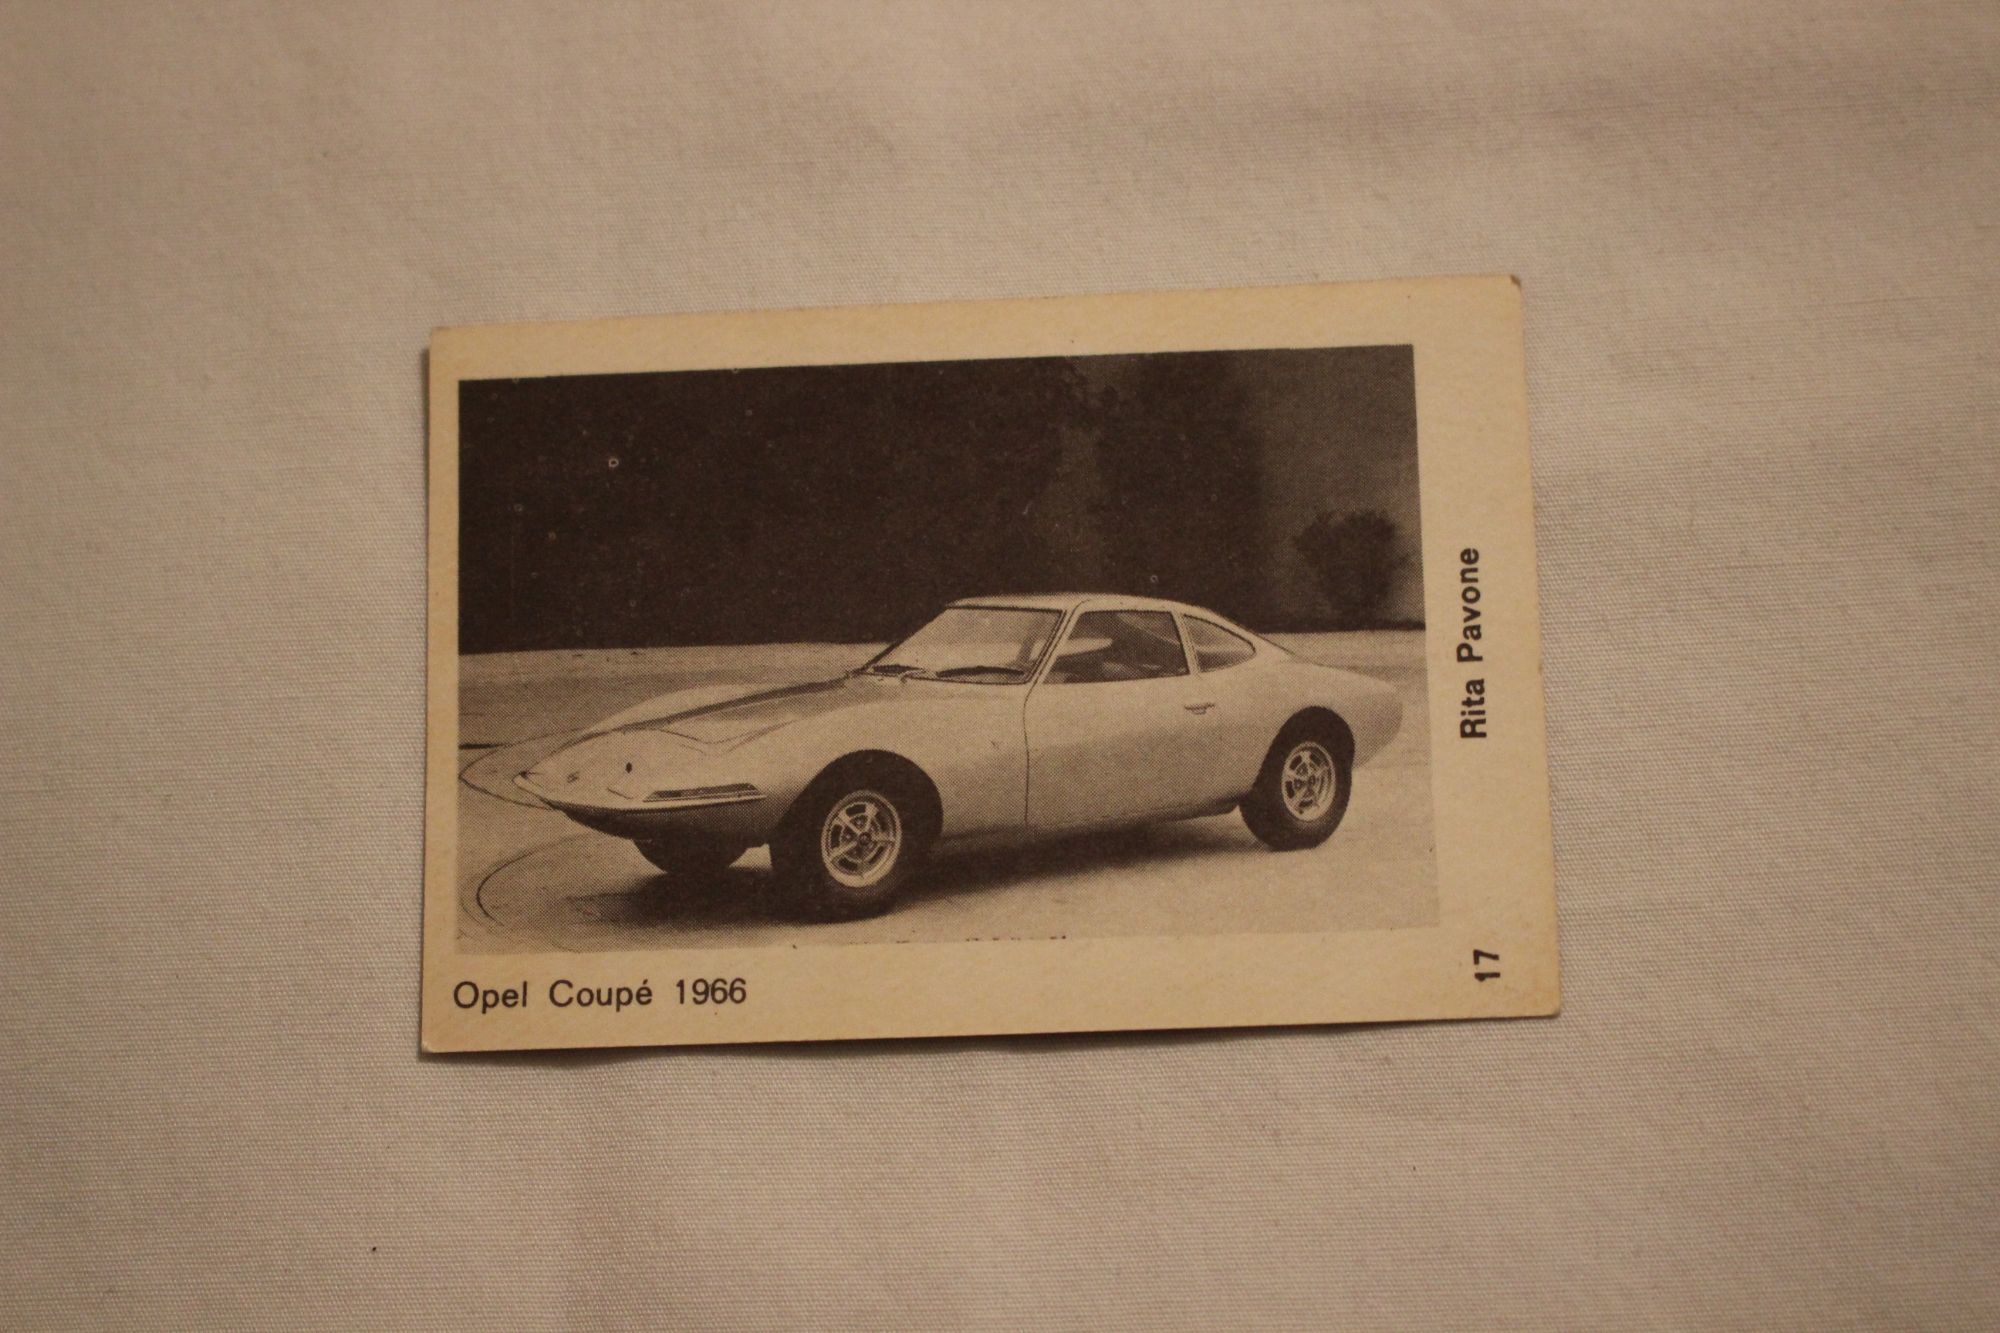 Opel Coupé 1966
Rita Pavone
17